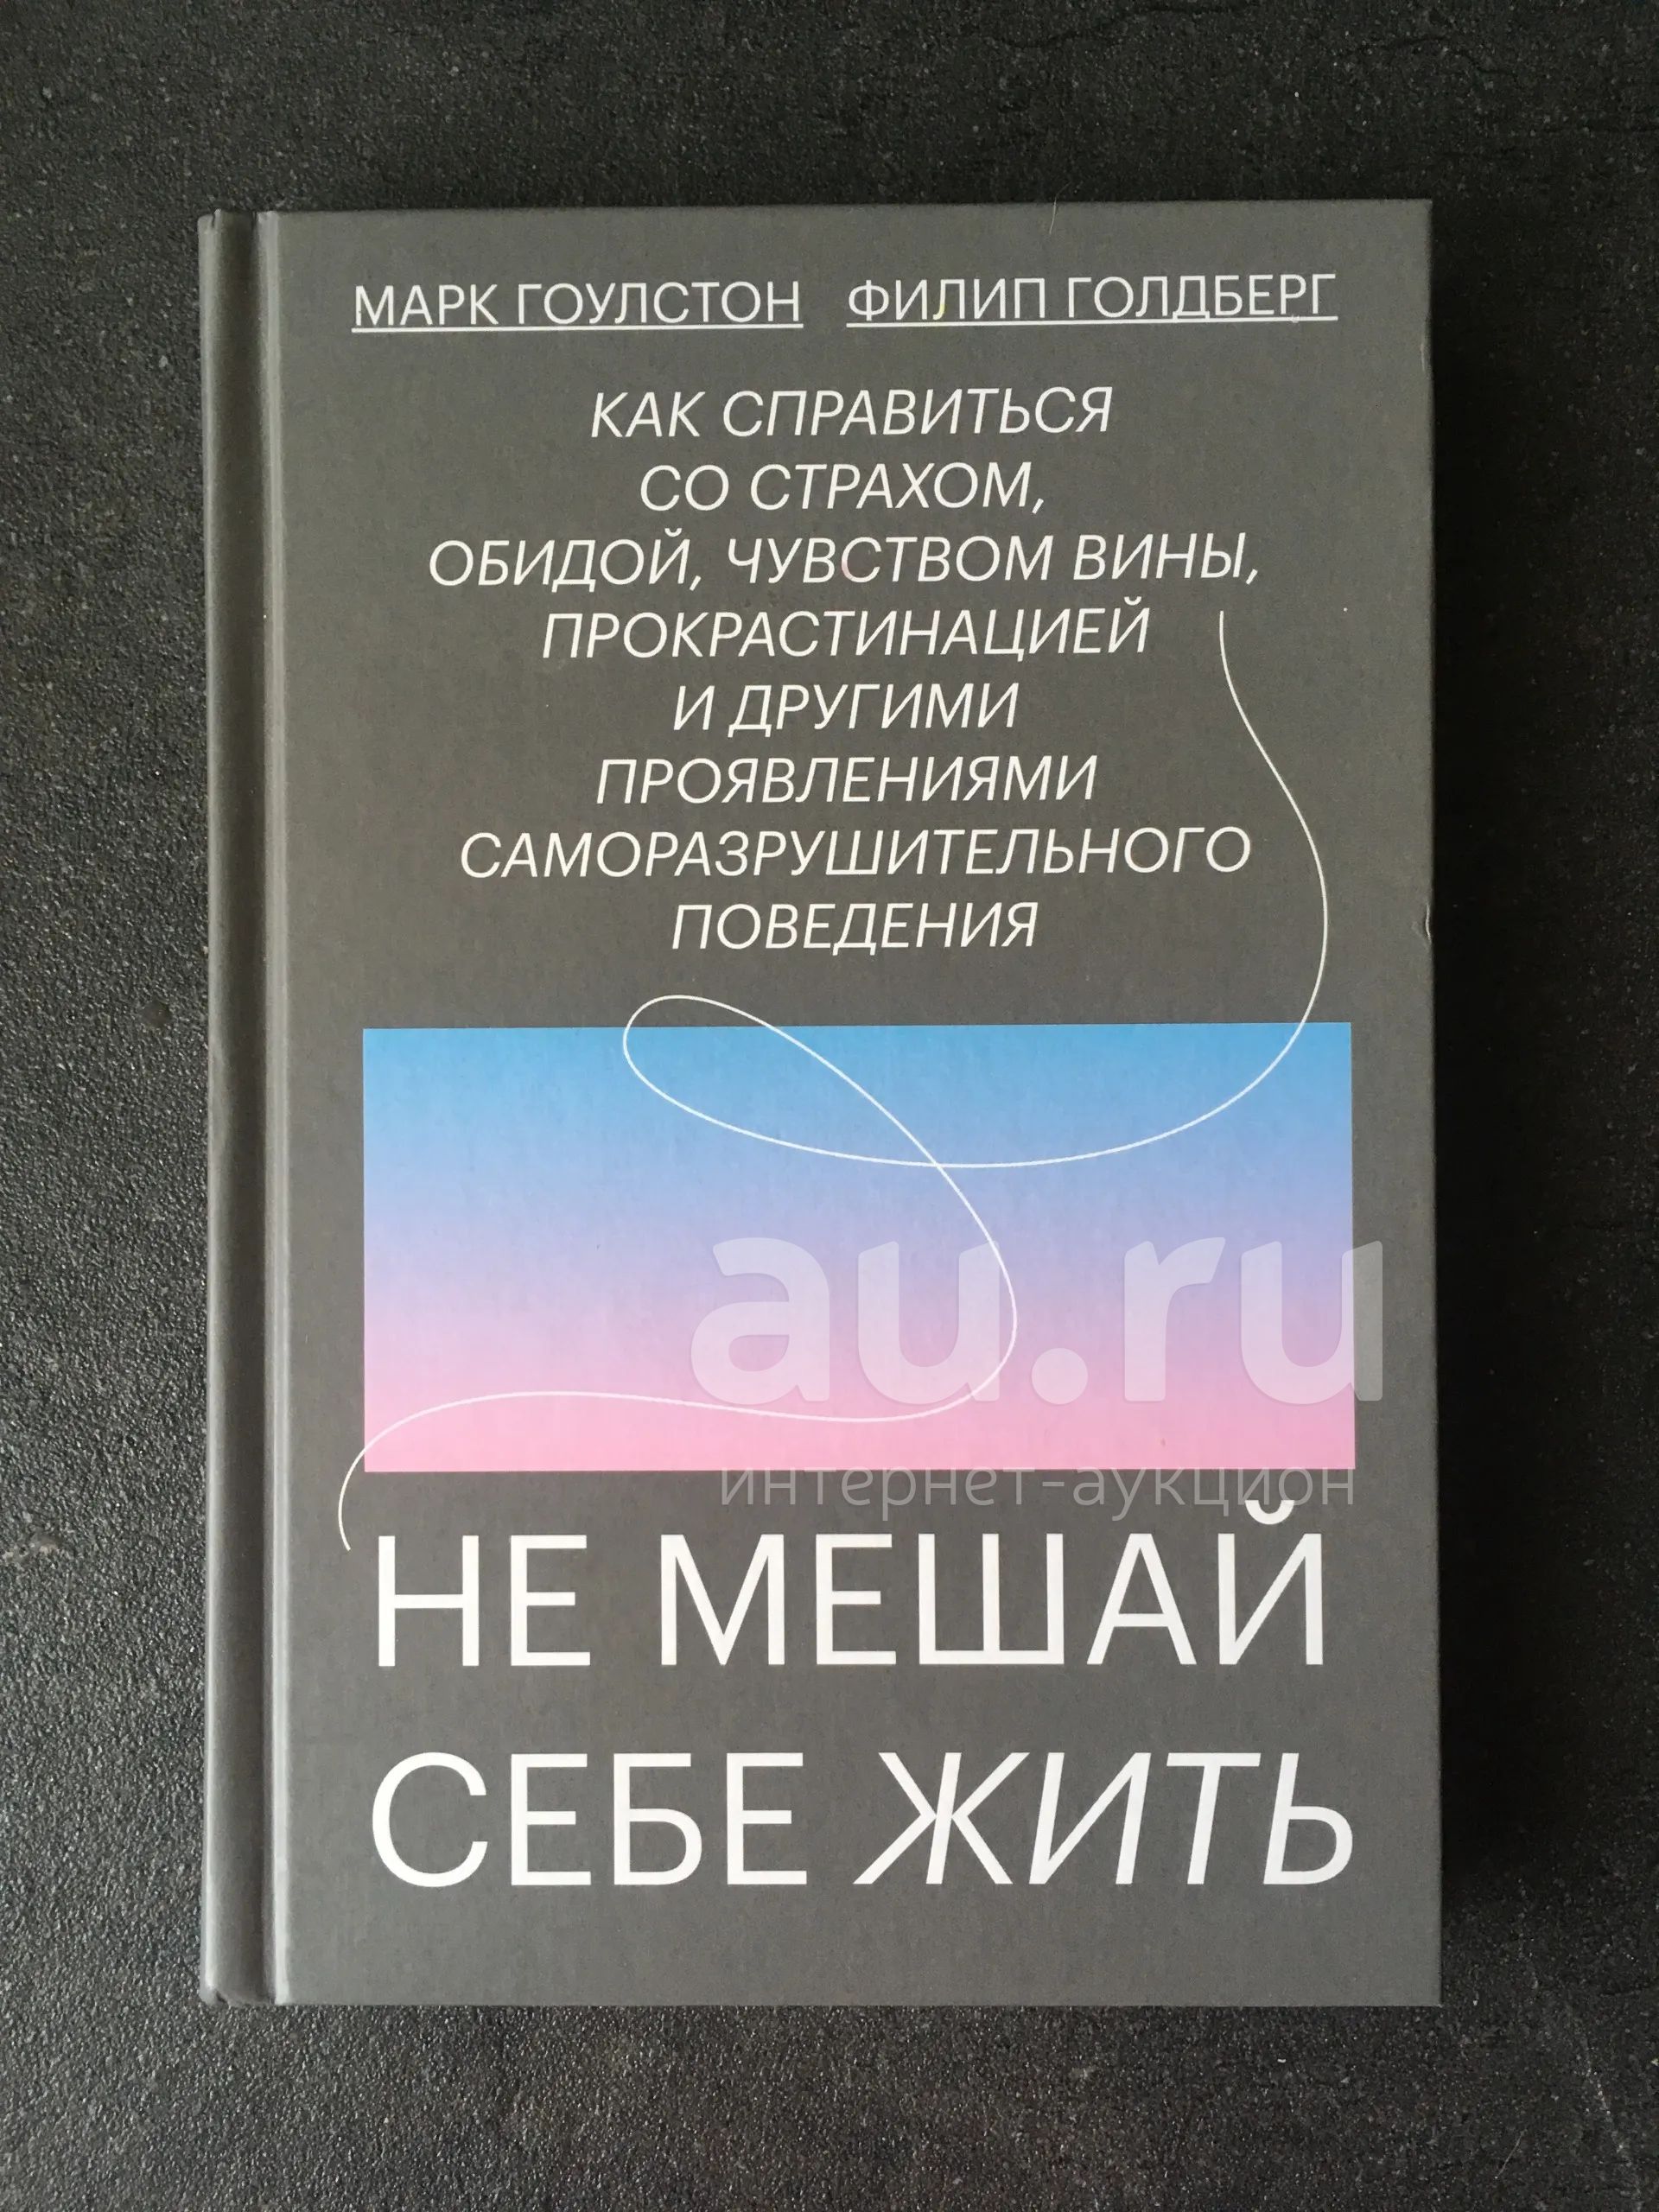 МАРК ГОУЛСТОН ФИЛИП ГОЛДБЕРГ
КАК СПРАВИТЬСЯ
СО СТРАХОМ,
ОБИДОЙ, ЧУВСТВОМ ВИНЫ,
ПРОКРАСТИНАЦИЕЙ
И ДРУГИМИ
ПРОЯВЛЕНИЯМИ
САМОРАЗРУШИТЕЛЬНОГО
ПОВЕДЕНИЯ
au.ru
интернет-аукцион
НЕ МЕШАЙ
СЕБЕ ЖИТЬ